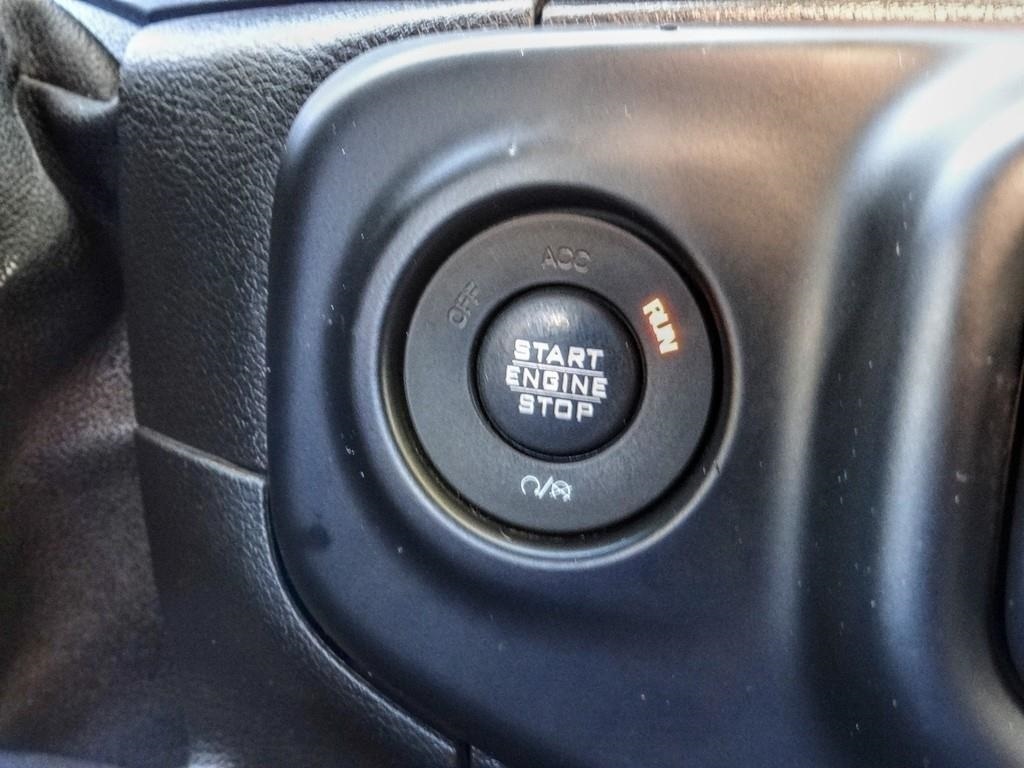 ACC
OFF
RUN
START
ENGINE
STOP